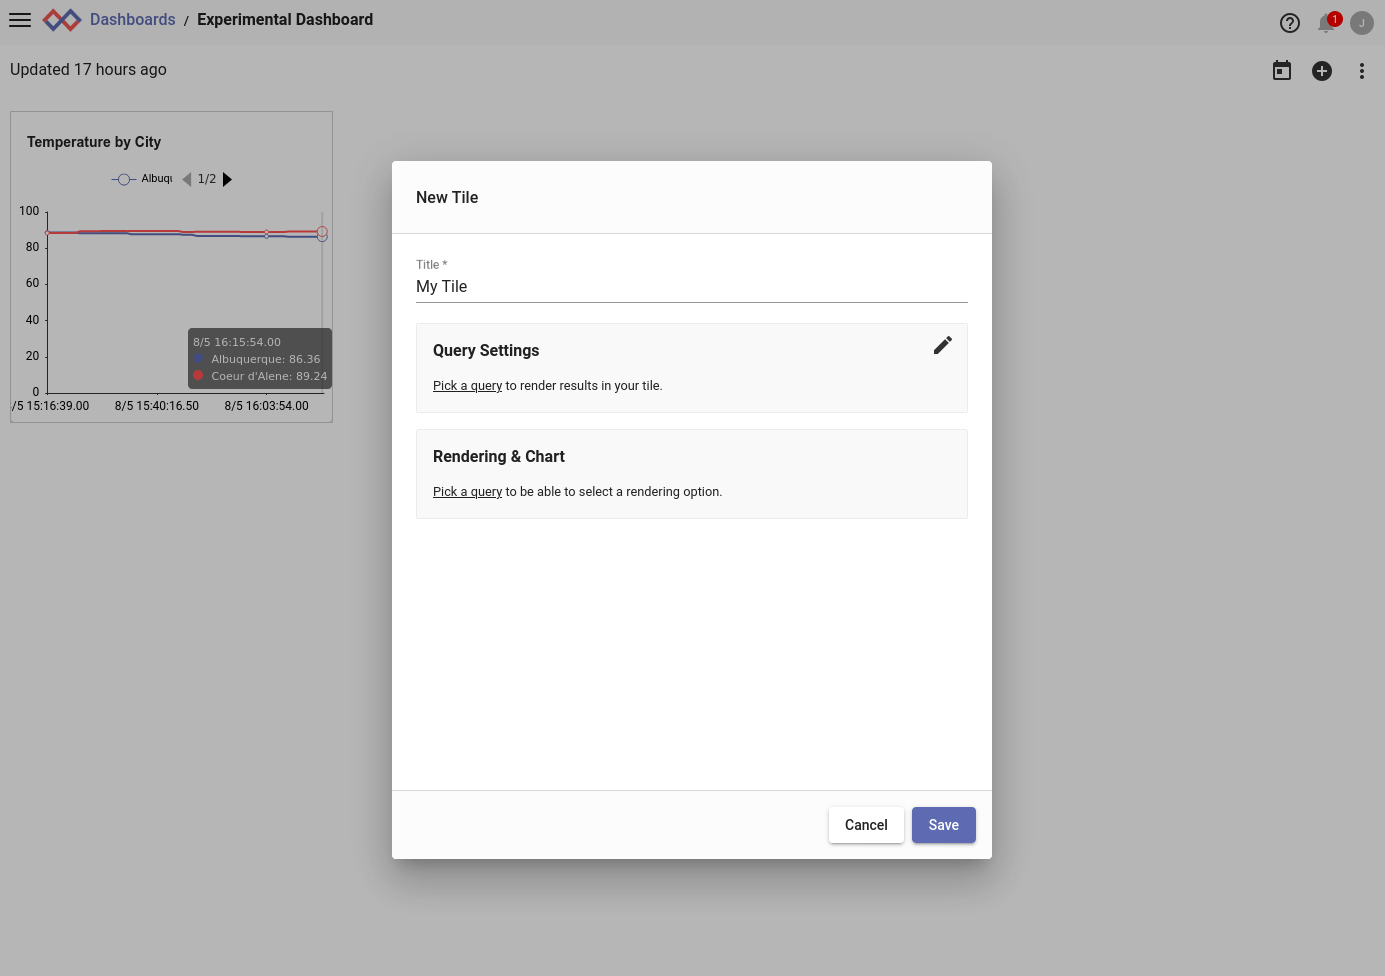 Dashboards / Experimental Dashboard
1
J
Updated 17 hours ago
Temperature by City
Albuqu
1/2
100
80
60
40
20
0
8/5 16:15:54.00
Albuquerque: 86.36
Coeur d'Alene: 89.24
/5 15:16:39.00 8/5 15:40:16.50 8/5 16:03:54.00
New Tile
Title *
My Tile
Query Settings
Pick a query to render results in your tile.
Rendering & Chart
Pick a query to be able to select a rendering option.
Cancel Save